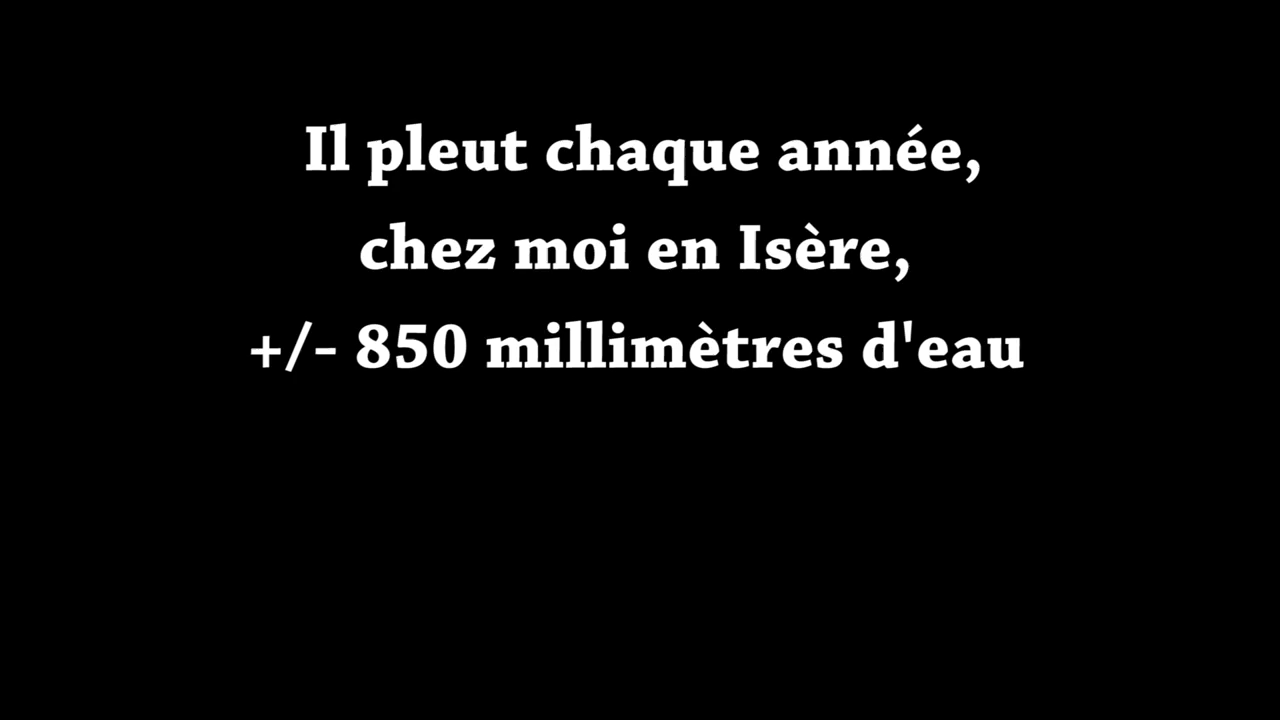 Il pleut chaque année,
chez moi en Isère,
+/- 850 millimètres d'eau